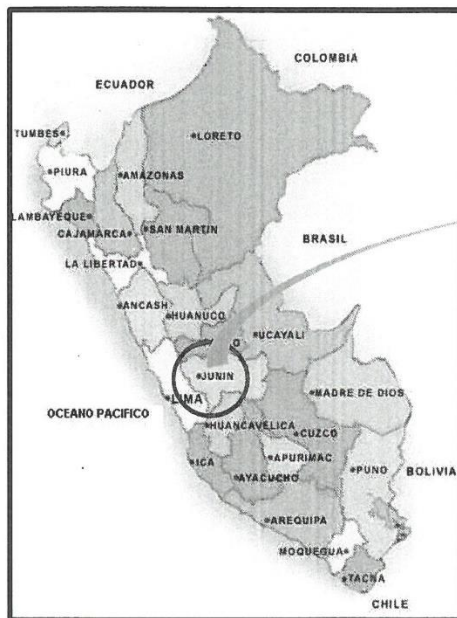 COLOMBIA
ECUADOR
TUMBES
LORETO
PIURA
AMAZONAS
LAMBAYEQUE
CAJAMARCA
SAN MARTIN
BRASIL
LA LIBERTAD
ANCASH
HUANUCO
O
UCAYALI
JUNIN
MADRE DE DIOS
LIMA
OCEANO PACIFICO
HUANCAVELICA
CUZCO
ICA
APURIMAC
PUNO
BOLIVIA
AYACUCHO
AREQUIPA
MOQUEGUA
TACNA
CHILE